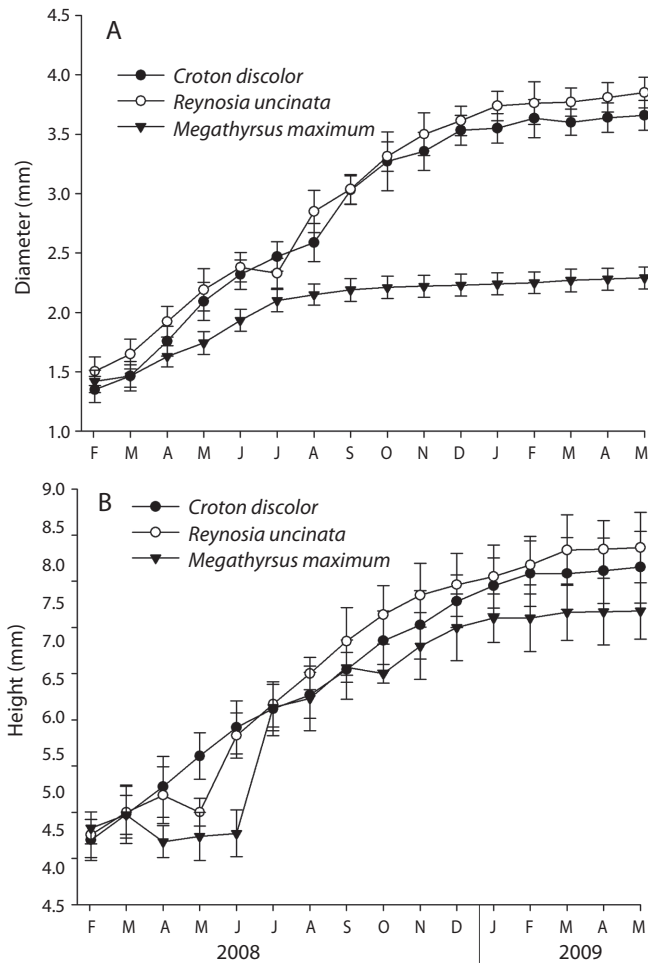 4.5
A
Croton discolor
4.0
Reynosia uncinata
Megathyrsus maximum
3.5
3.0
Diameter (mm)
2.5
2.0
1.5
1.0
F M A M J J A S O N D J F M A M
9.0
B
Croton discolor
8.5
Reynosia uncinata
8.0
Megathyrsus maximum
7.5
7.0
Height (mm)
6.5
6.0
5.5
5.0
4.5
4.0
4.5
F M A M J J A S O N D J F M A M
2008 2009